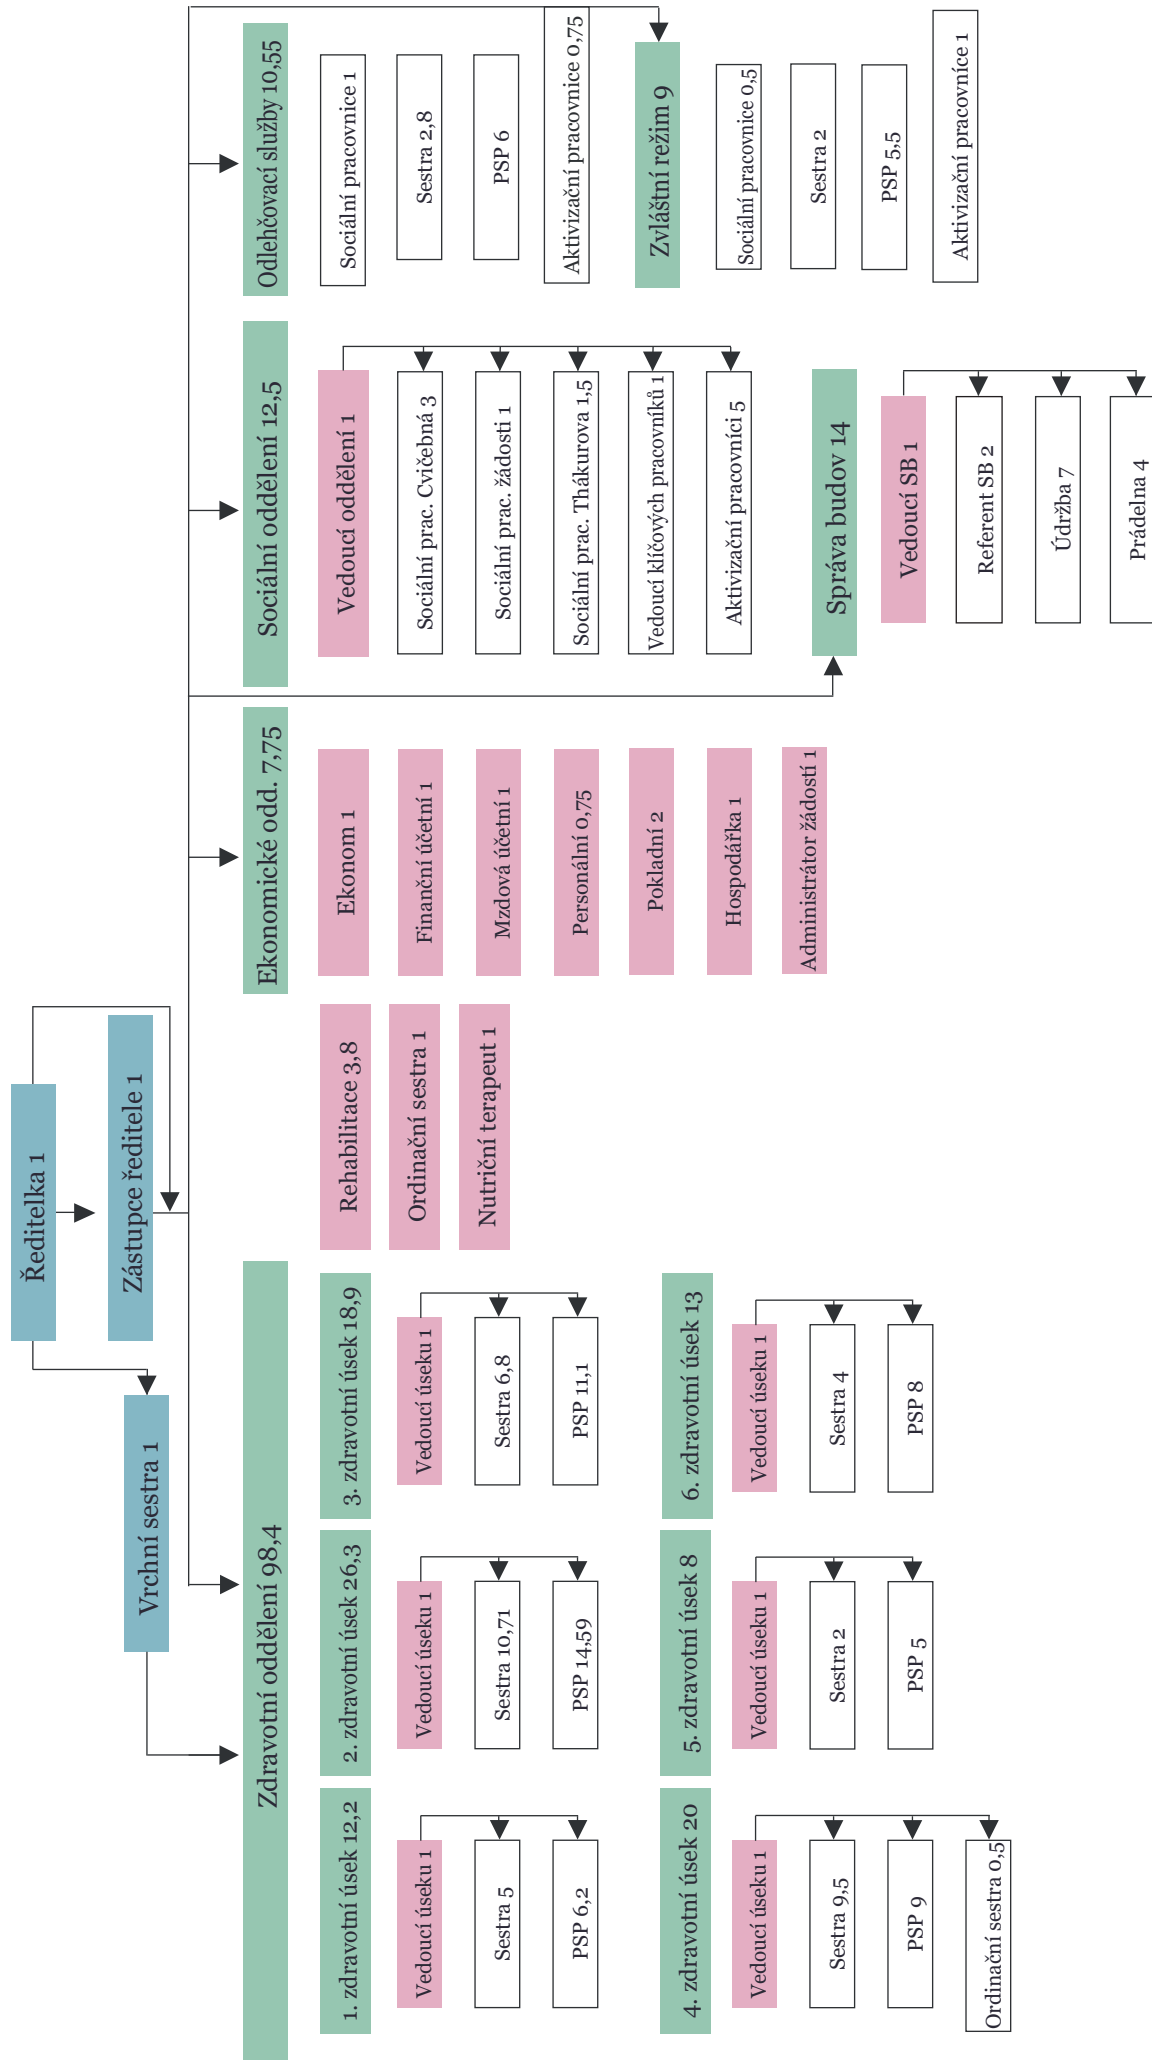 Ředitelka 1
Zástupce ředitele 1
Vrchní sestra 1
Zdravotní oddělení 98,4
1. zdravotní úsek 12,2
Vedoucí úseku 1
Sestra 5
PSP 6,2
2. zdravotní úsek 26,3
Vedoucí úseku 1
Sestra 10,71
PSP 14,59
3. zdravotní úsek 18,9
Vedoucí úseku 1
Sestra 6,8
PSP 11,1
4. zdravotní úsek 20
Vedoucí úseku 1
Sestra 9,5
PSP 9
Ordinační sestra 0,5
5. zdravotní úsek 8
Vedoucí úseku 1
Sestra 2
PSP 5
6. zdravotní úsek 13
Vedoucí úseku 1
Sestra 4
PSP 8
Rehabilitace 3,8
Ordinační sestra 1
Nutriční terapeut 1
Ekonomické odd. 7,75
Ekonom 1
Finanční účetní 1
Mzdová účetní 1
Personální 0,75
Pokladní 2
Hospodářka 1
Administrátor žádostí 1
Sociální oddělení 12,5
Vedoucí oddělení 1
Sociální prac. Cvičebná 3
Sociální prac. žádosti 1
Sociální prac. Thákurova 1,5
Vedoucí klíčových pracovníků 1
Aktivizační pracovníci 5
Správa budov 14
Vedoucí SB 1
Referent SB 2
Údržba 7
Prádelna 4
Odlehčovací služby 10,55
Sociální pracovnice 1
Sestra 2,8
PSP 6
Aktivizační pracovnice 0,75
Zvláštní režim 9
Sociální pracovnice 0,5
Sestra 2
PSP 5,5
Aktivizační pracovníce 1